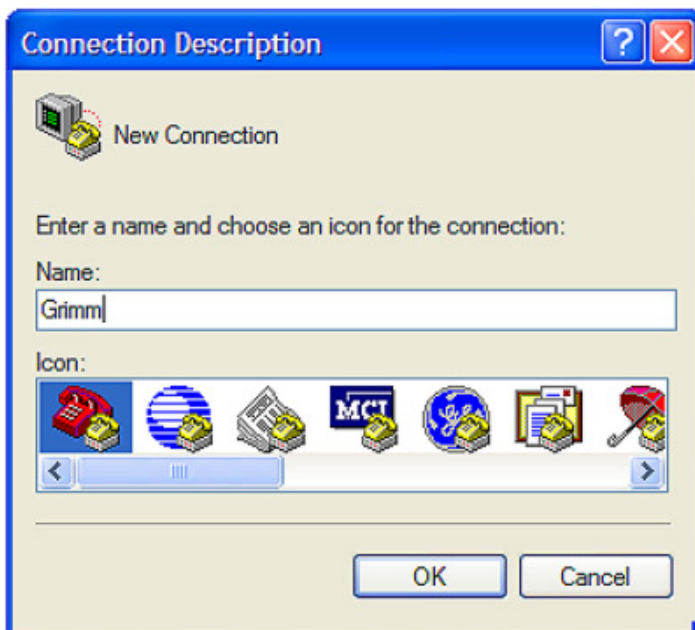 Connection Description
New Connection
Enter a name and choose an icon for the connection:
Name:
Grimm
Icon:
MCI
OK
Cancel